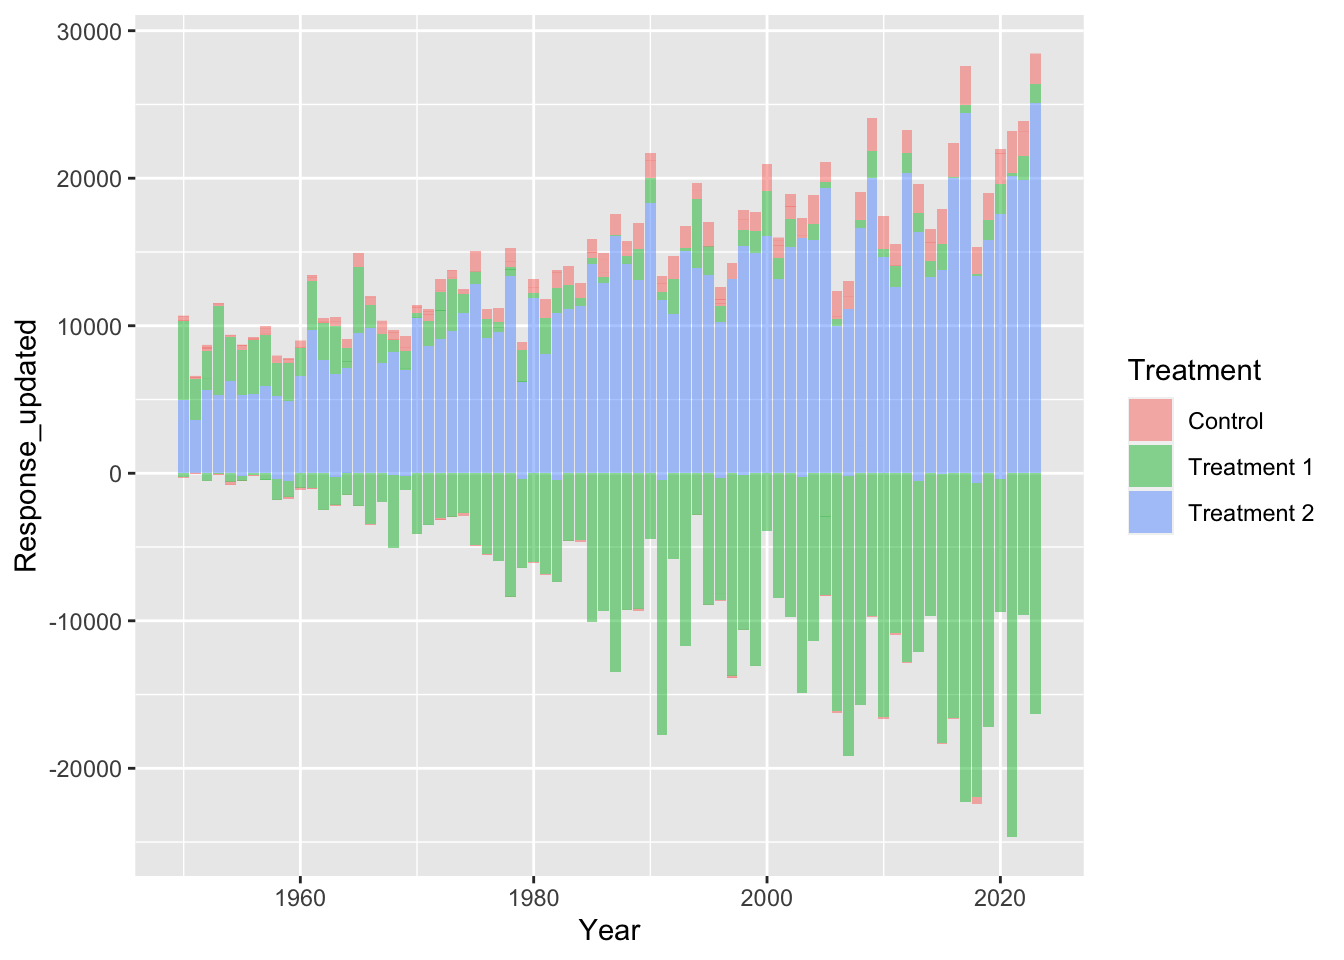 30000
20000
10000
0
-10000
-20000
Response_updated
1960
1980
2000
2020
Year
Treatment
Control
Treatment 1
Treatment 2